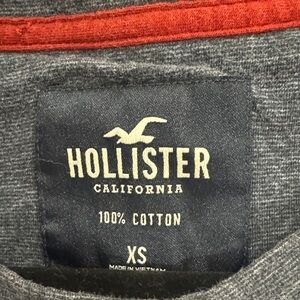 HOLLISTER
CALIFORNIA
100% COTTON
XS
MADE IN VIETNAM